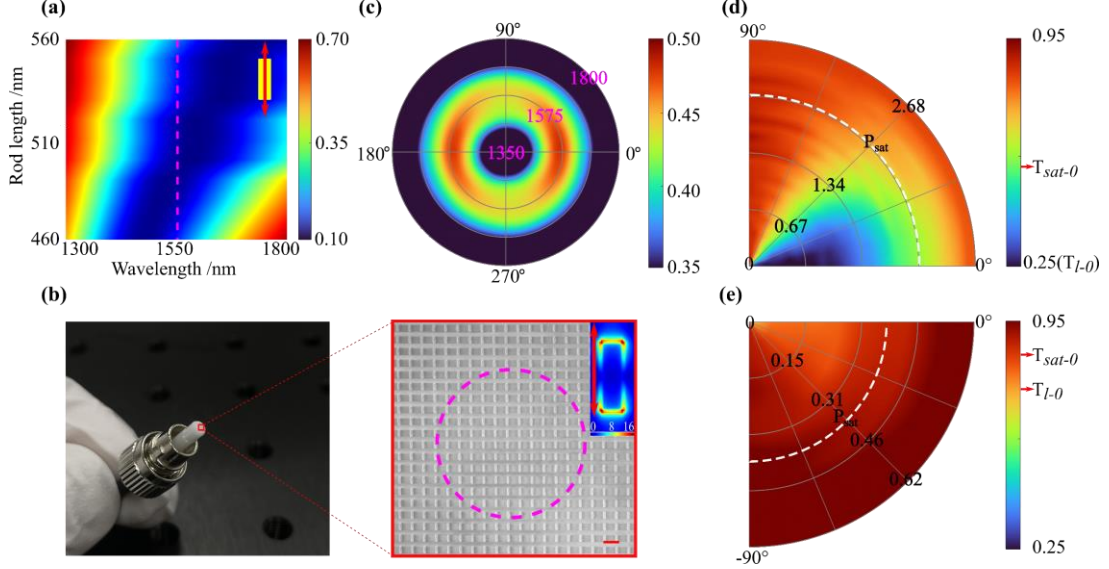 (a)
560
510
460
Rod length /nm
1300
1550
1800
Wavelength /nm
0.70
0.35
0.10
(b)
0 8 16
(c)
90°
180°
0°
270°
1350
1575
1800
0.50
0.45
0.40
0.35
(d)
90°
0.67
1.34
2.68
Psat
0
0°
0.95
Tsat-0
0.25(Tl-0)
(e)
0
0°
0.15
0.31
Psat
0.46
0.62
-90°
0.95
Tsat-0
Tl-0
0.25